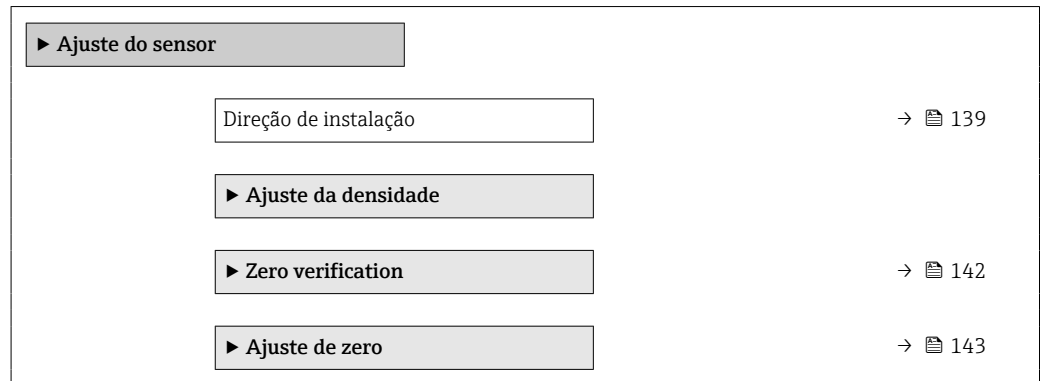 ▶ Ajuste do sensor
Direção de instalação → 139
▶ Ajuste da densidade
▶ Zero verification → 142
▶ Ajuste de zero → 143